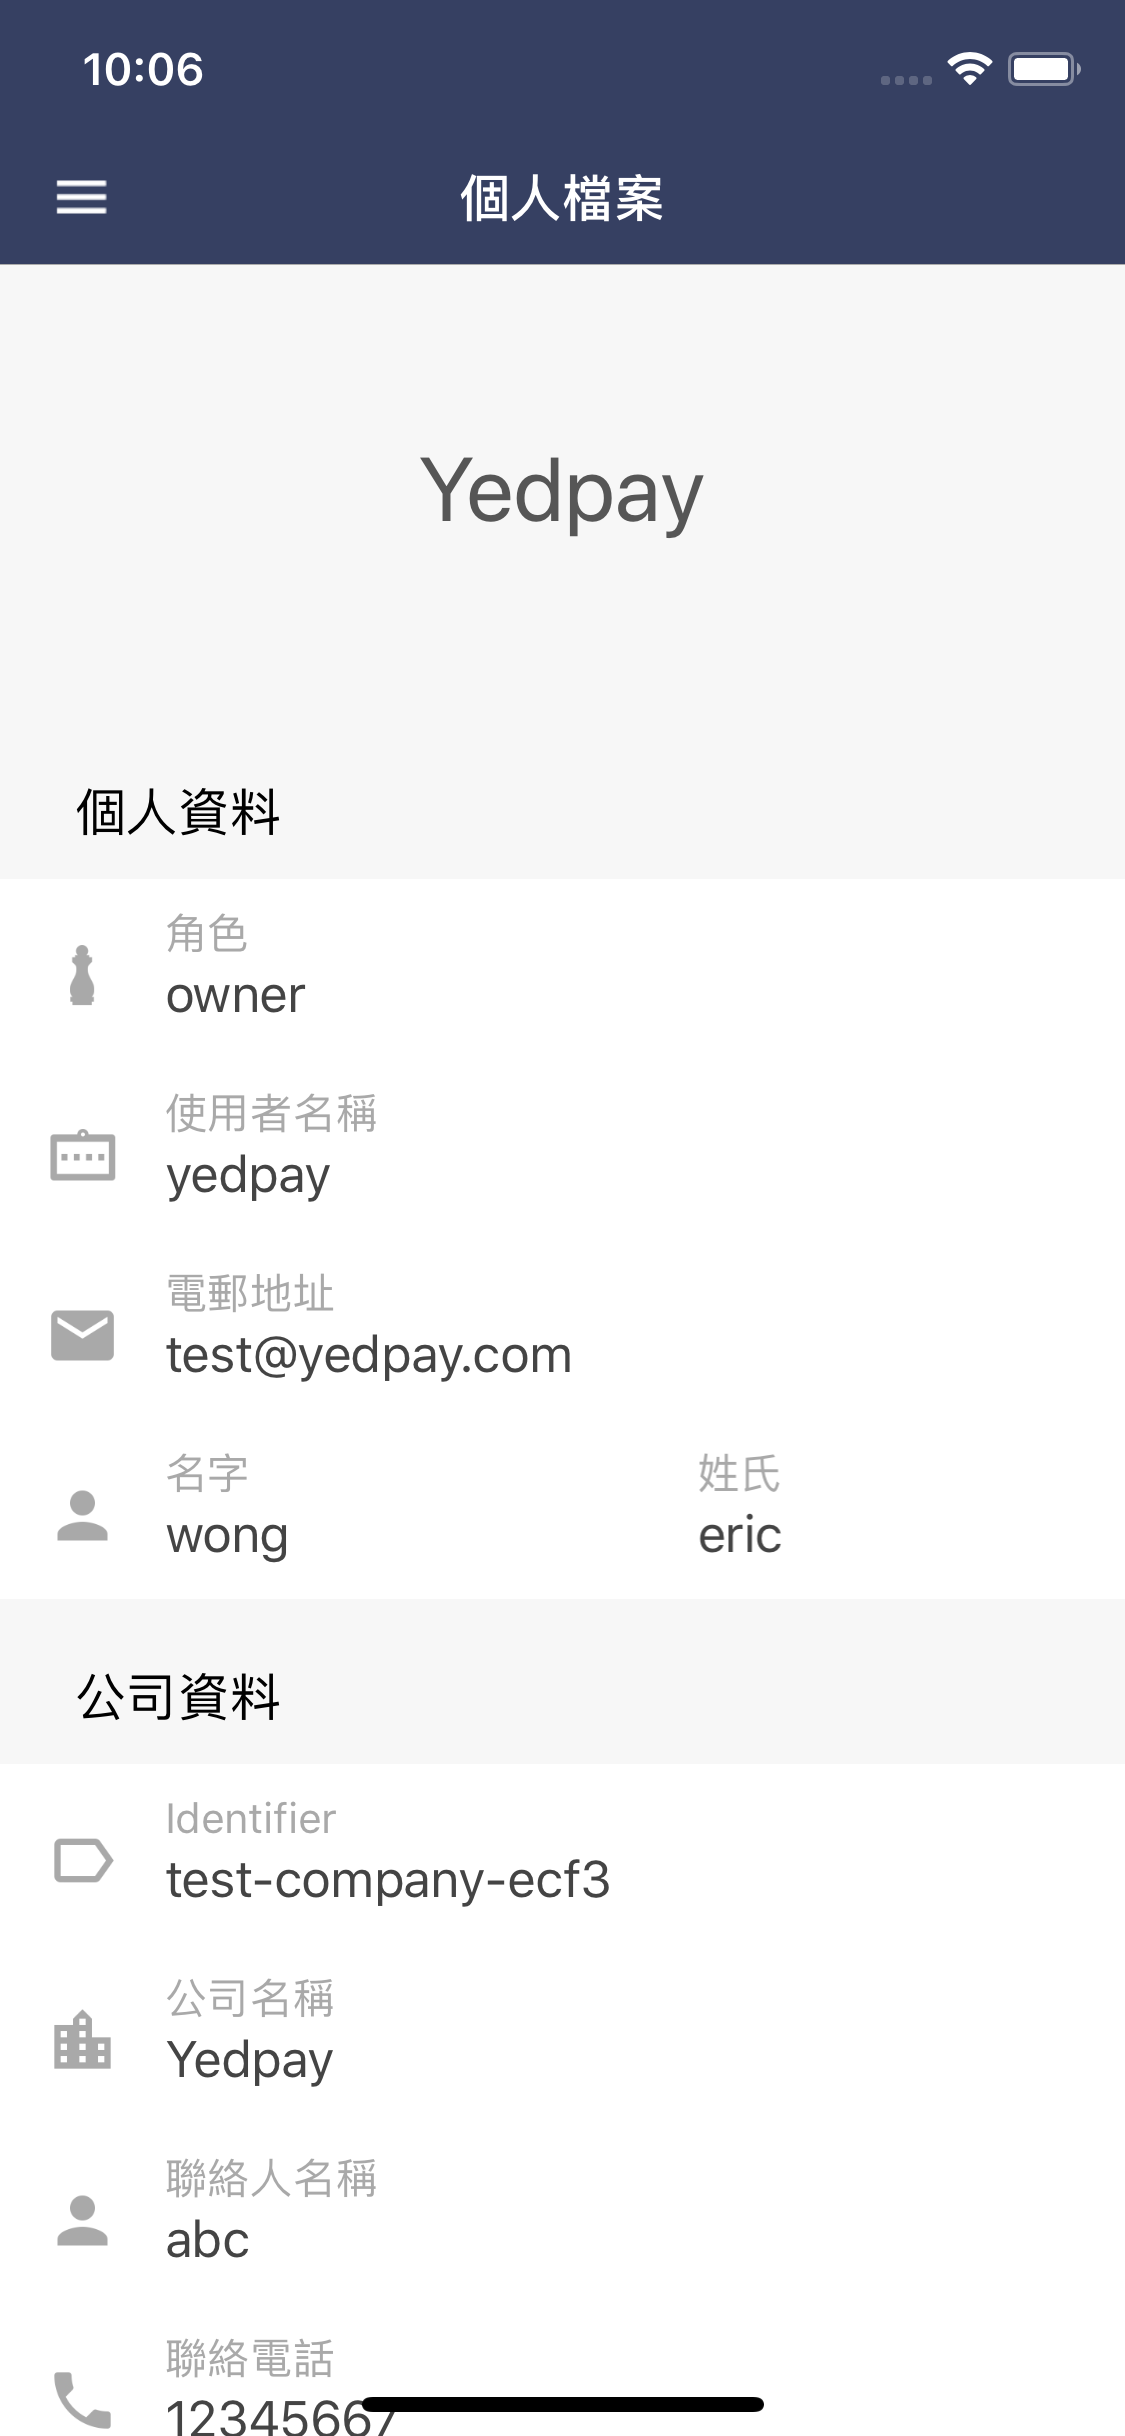 10:06
個人檔案
Yedpay
個人資料
角色
owner
使用者名稱
yedpay
電郵地址
test@yedpay.com
名字 姓氏
wong eric
公司資料
Identifier
test-company-ecf3
公司名稱
Yedpay
聯絡人名稱
abc
聯絡電話
12345667